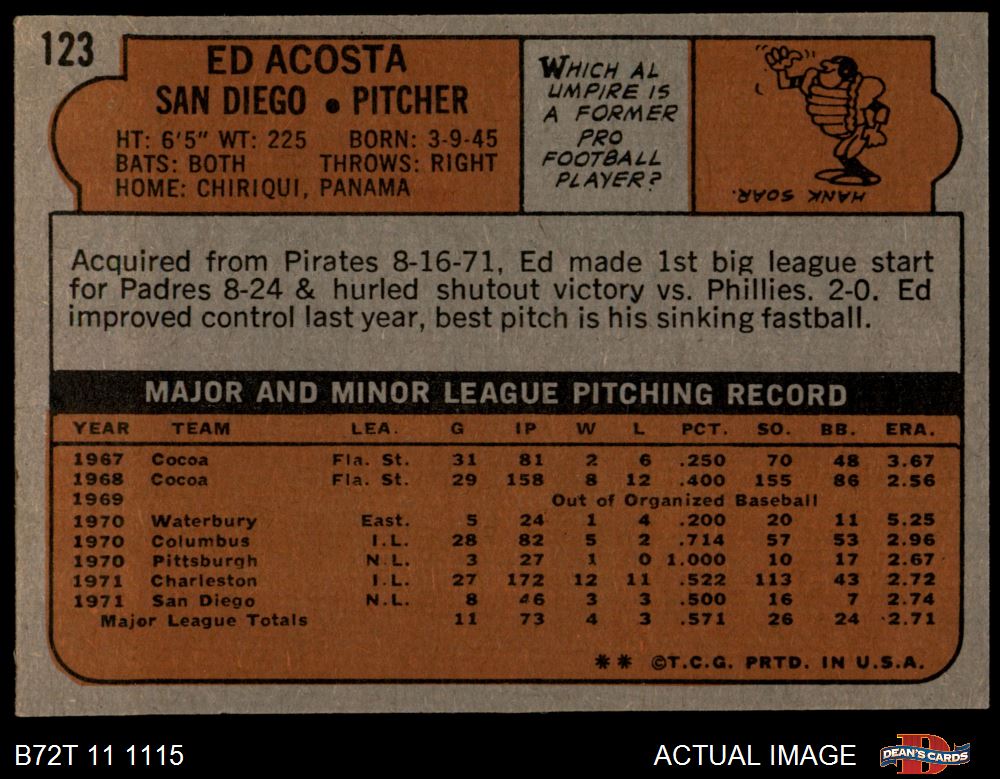 123
ED ACOSTA
SAN DIEGO • PITCHER
HT: 6'5" WT: 225 BORN: 3-9-45
BATS: BOTH THROWS: RIGHT
HOME: CHIRIQUI, PANAMA
WHICH AL
UMPIRE IS
A FORMER
PRO
FOOTBALL
PLAYER?
HANK SOAR.
Acquired from Pirates 8-16-71, Ed made 1st big league start
for Padres 8-24 & hurled shutout victory vs. Phillies. 2-0. Ed
improved control last year, best pitch is his sinking fastball.
MAJOR AND MINOR LEAGUE PITCHING RECORD
YEAR TEAM LEA. G IP W L PCT. SO. BB. ERA.
1967 Cocoa Fla. St. 31 81 2 6 .250 70 48 3.67
1968 Cocoa Fla. St. 29 158 8 12 .400 155 86 2.56
1969 Out of Organized Baseball
1970 Waterbury East. 5 24 1 4 .200 20 11 5.25
1970 Columbus I.L. 28 82 5 2 .714 57 53 2.96
1970 Pittsburgh N.L. 3 27 1 0 1.000 10 17 2.67
1971 Charleston I.L. 27 172 12 11 .522 113 43 2.72
1971 San Diego N.L. 8 46 3 3 .500 16 7 2.74
Major League Totals 11 73 4 3 .571 26 24 2.71
** ©T.C.G. PRTD. IN U.S.A.
B72T 11 1115
ACTUAL IMAGE
DEAN'S CARDS